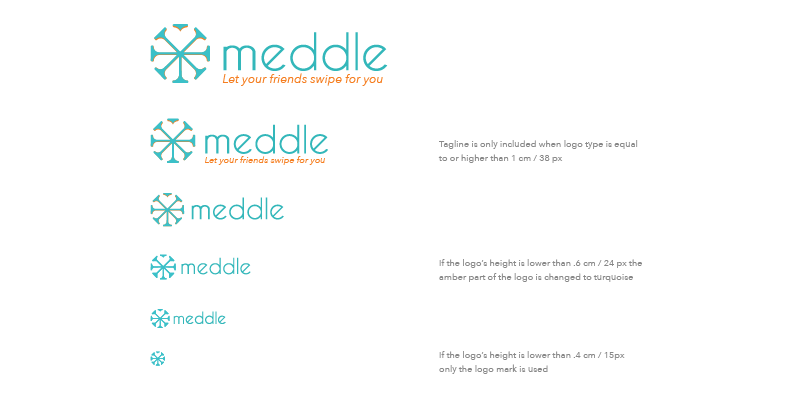 meddle
Let your friends swipe for you
meddle
Let your friends swipe for you
Tagline is only included when logo type is equal
to or higher than 1 cm / 38 px
meddle
meddle
If the logo's height is lower than .6 cm / 24 px the
amber part of the logo is changed to turquoise
meddle
If the logo's height is lower than .4 cm / 15px
only the logo mark is used